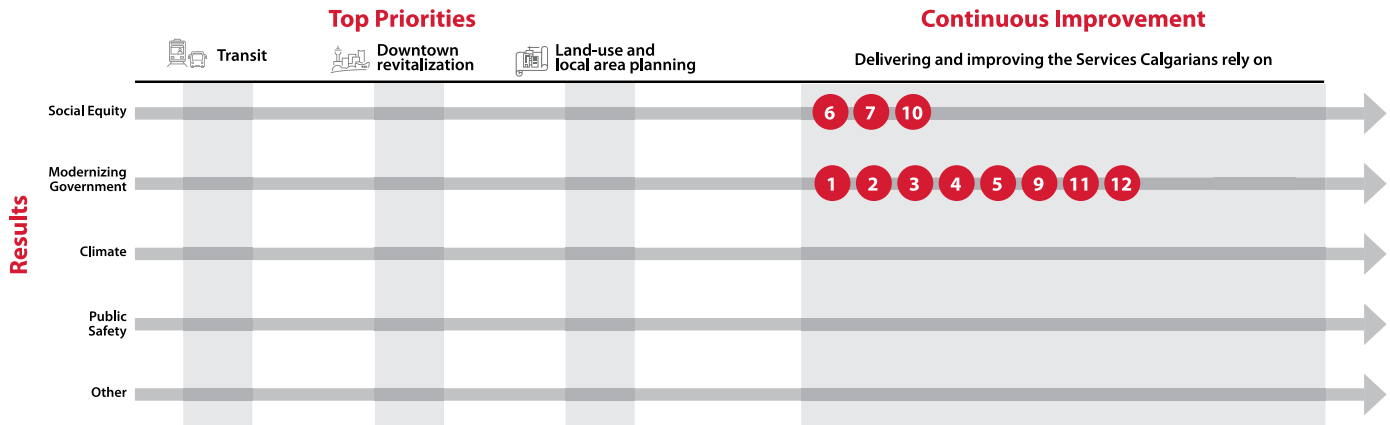 Top Priorities
Continuous Improvement
Transit
Downtown
revitalization
Land-use and
local area planning
Delivering and improving the Services Calgarians rely on
Results
Social Equity
6 7 10
Modernizing
Government
1 2 3 4 5 9 11 12
Climate
Public
Safety
Other